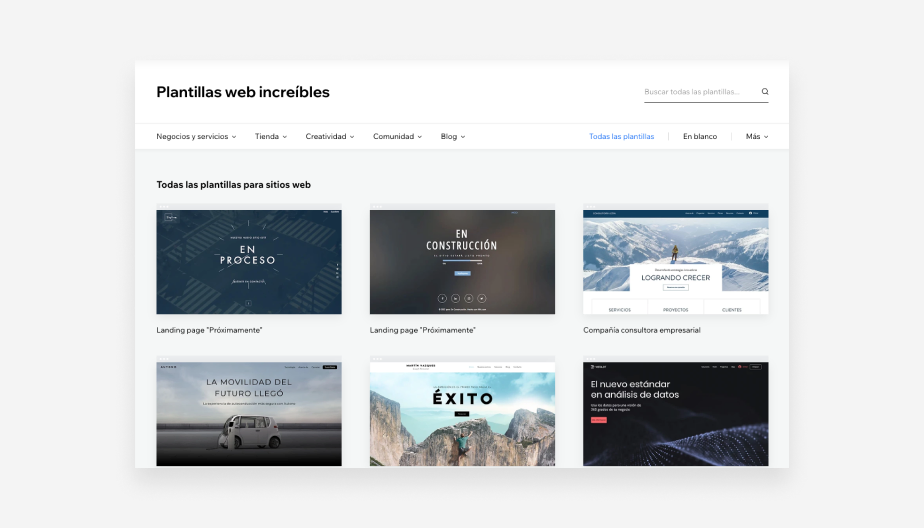 Plantillas web increíbles
Buscar todas las plantillas...
Negocios y servicios
Tienda
Creatividad
Comunidad
Blog
Todas las plantillas
En blanco
Más
Todas las plantillas para sitios web
EN
PROCESO
EN
CONSTRUCCIÓN
LOGRANDO CRECER
SERVICIOS
PROYECTOS
CLIENTES
Landing page "Próximamente"
Landing page "Próximamente"
Compañía consultora empresarial
LA MOVILIDAD DEL
FUTURO LLEGÓ
MARTÍN VAZQUEZ
ÉXITO
El nuevo estándar
en análisis de datos